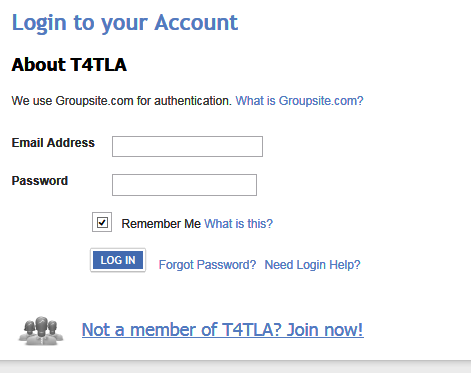 Login to your Account
About T4TLA
We use Groupsite.com for authentication. What is Groupsite.com?
Email Address
Password
Remember Me What is this?
LOG IN Forgot Password? Need Login Help?
Not a member of T4TLA? Join now!